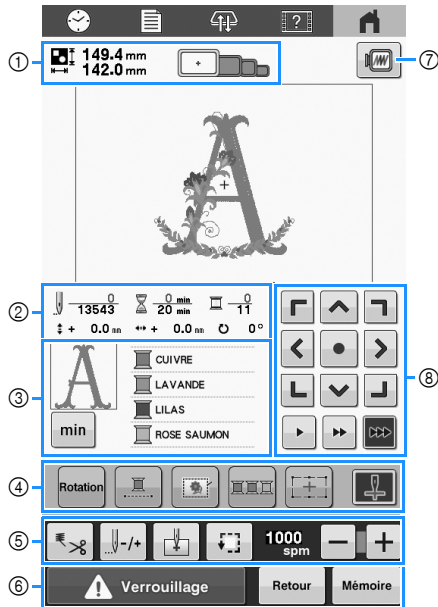 ?
① 149.4 mm
142.0 mm
⑦
A
② 0 0 min 0
13543 20 min 11
+ 0.0 mm + 0.0 mm 0°
③ A
CUIVRE
LAVANDE
LILAS
ROSE SAUMON
min
⑧
④ Rotation
⑤ -/+ 1000 spm − +
⑥ Verrouillage Retour Mémoire